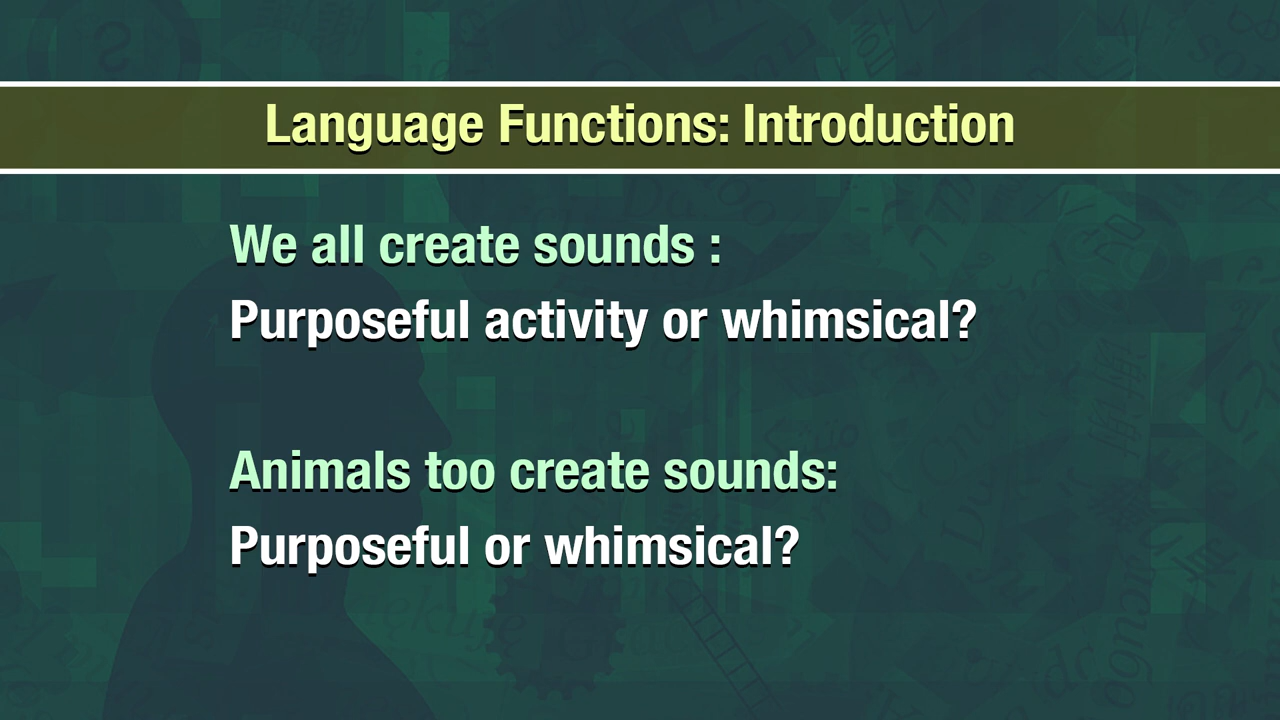 Language Functions: Introduction
We all create sounds :
Purposeful activity or whimsical?
Animals too create sounds:
Purposeful or whimsical?